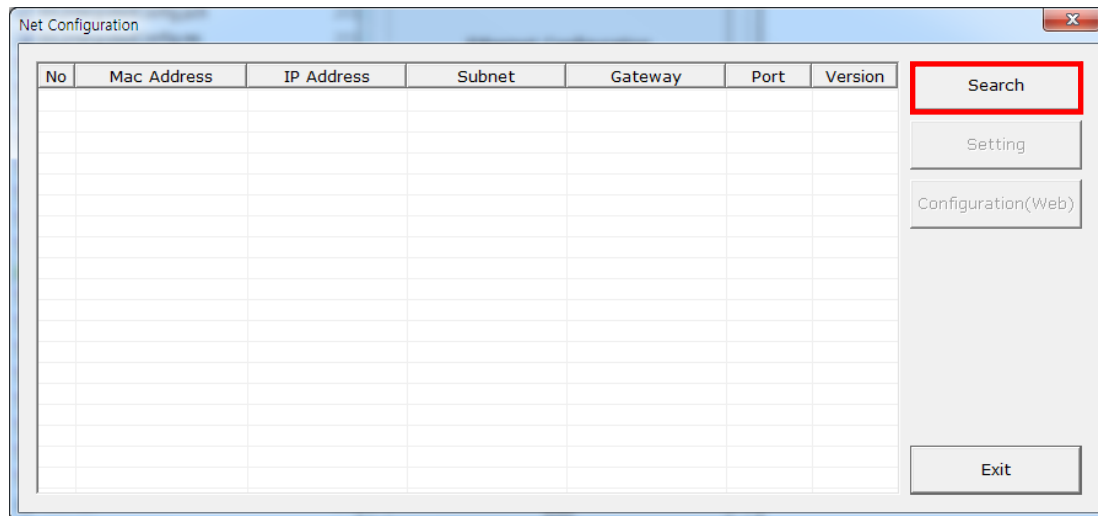 Net Configuration
No Mac Address IP Address Subnet Gateway Port Version
Search
Setting
Configuration(Web)
Exit